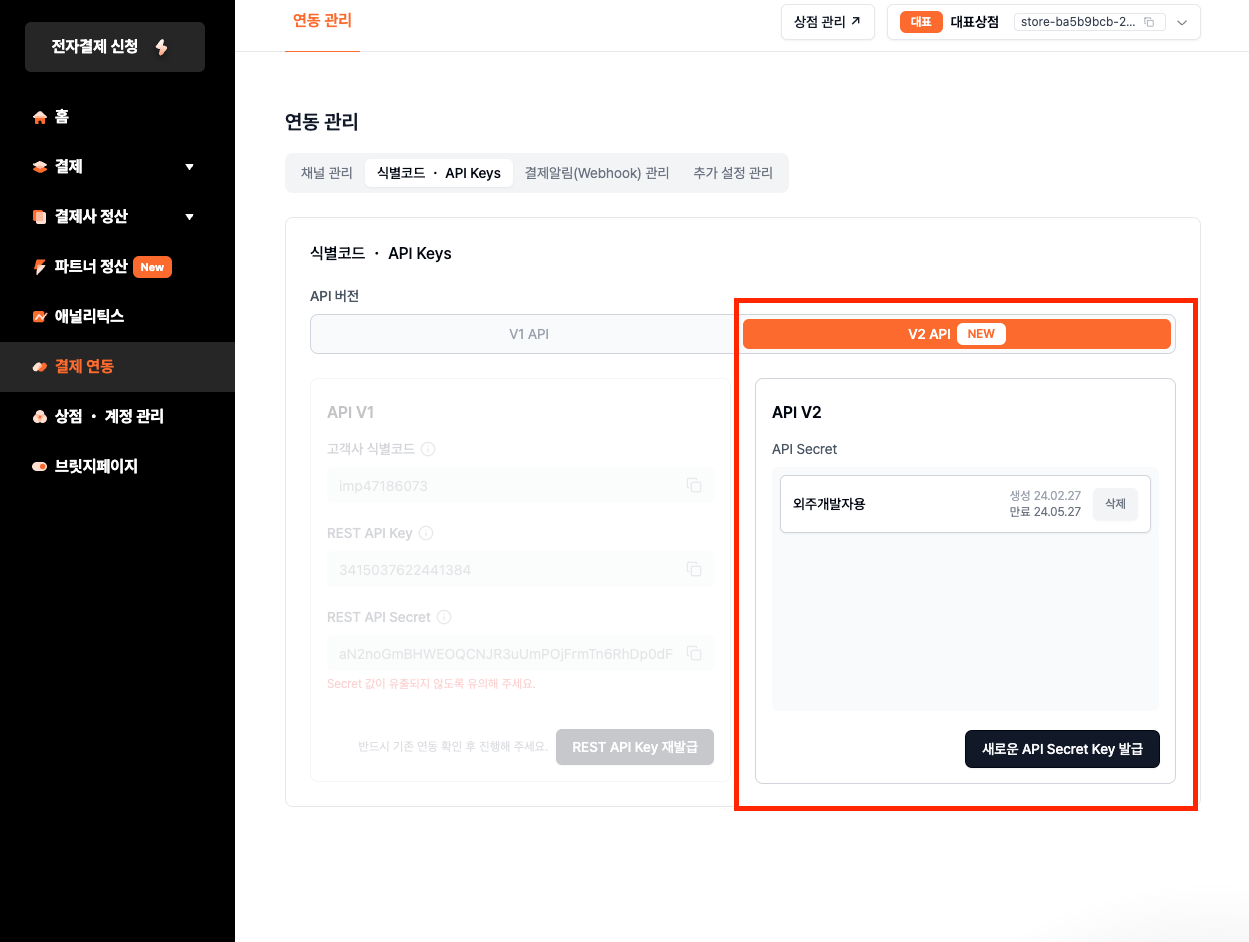 전자결제 신청
홈
결제
결제사 정산
파트너 정산 New
애널리틱스
결제 연동
상점 · 계정 관리
브릿지페이지
연동 관리
상점 관리 ↗
대표 대표상점 store-ba5b9bcb-2...
연동 관리
채널 관리 식별코드 · API Keys 결제알림(Webhook) 관리 추가 설정 관리
식별코드 · API Keys
API 버전
V1 API
V2 API NEW
API V1
고객사 식별코드
imp47186073
REST API Key
3415037622441384
REST API Secret
aN2noGmBHWEOQCNJR3uUmPOjFrmTn6RhDp0dF
Secret 값이 유출되지 않도록 유의해 주세요.
반드시 기존 연동 확인 후 진행해 주세요.
REST API Key 재발급
API V2
API Secret
외주개발자용
생성 24.02.27
만료 24.05.27
삭제
새로운 API Secret Key 발급